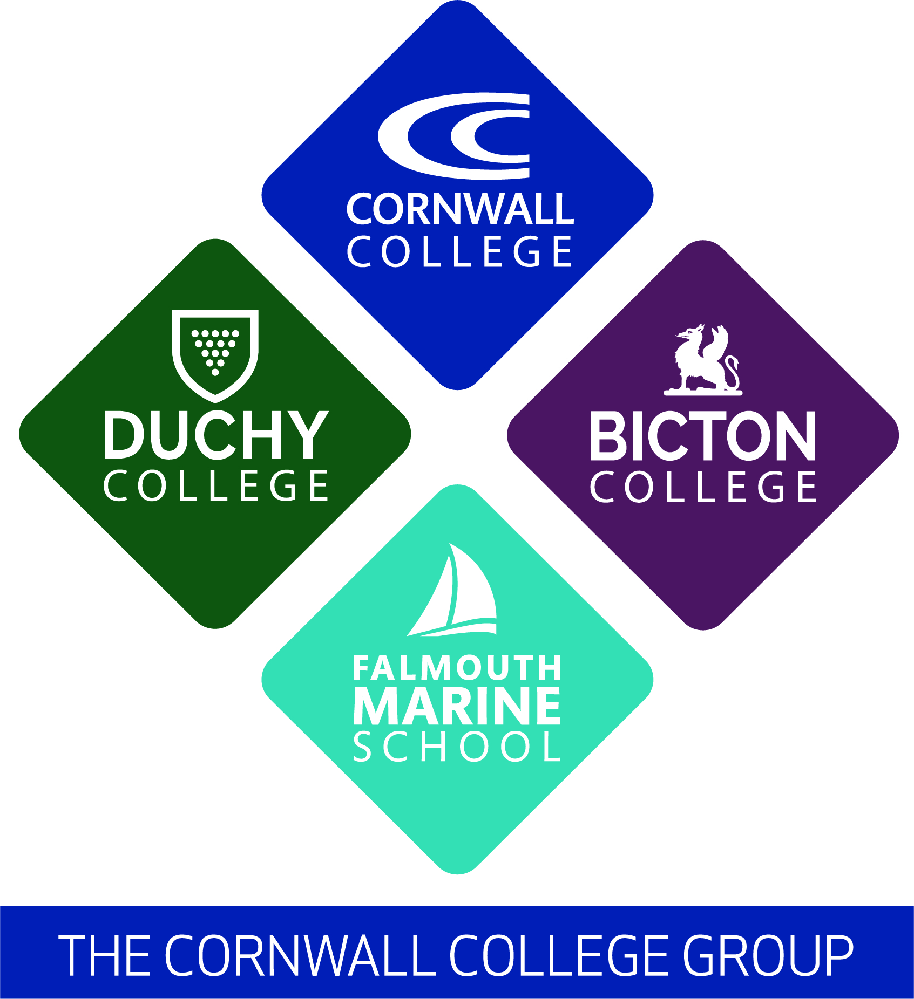 CORNWALL
COLLEGE
DUCHY
COLLEGE
BICTON
COLLEGE
FALMOUTH
MARINE
SCHOOL
THE CORNWALL COLLEGE GROUP